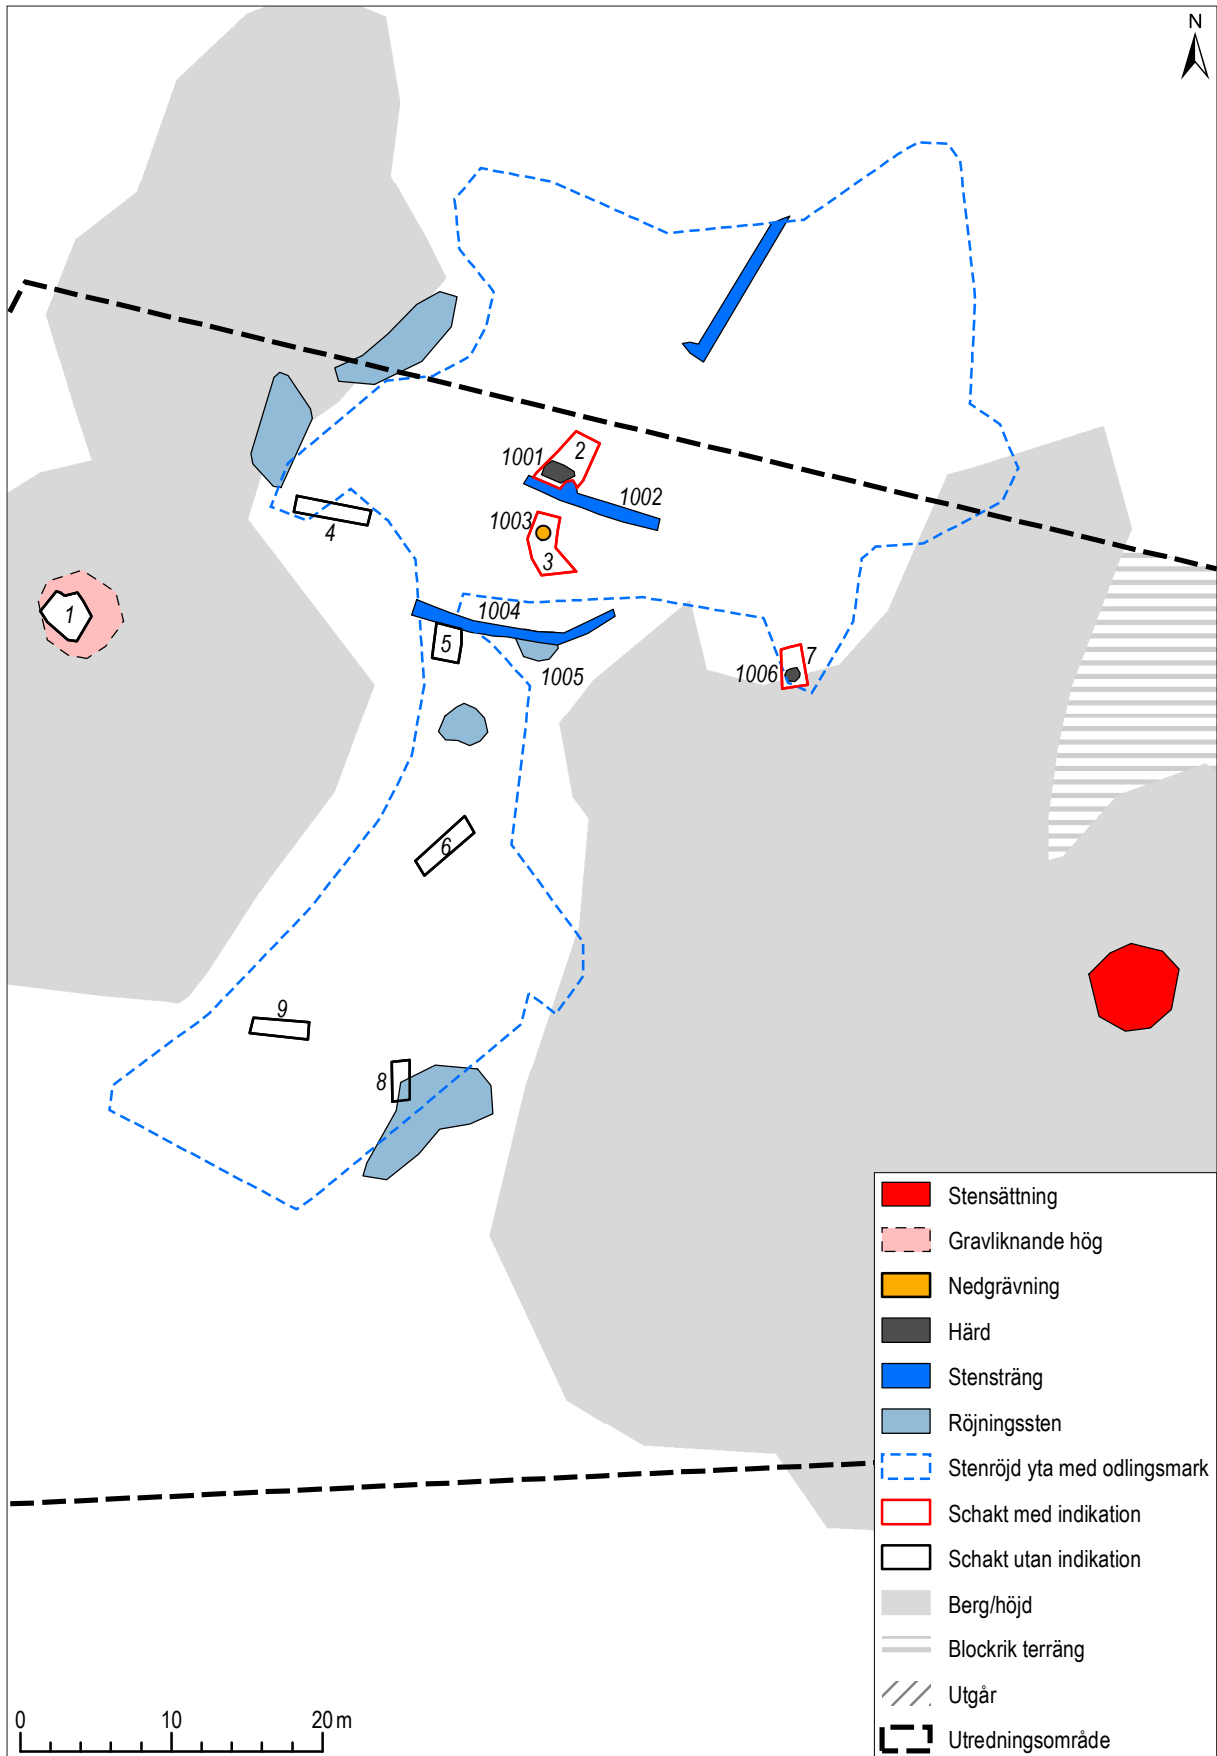 N
1001
2
1002
4
1003
3
1
1004
5
1005
7
1006
6
9
8
Stensättning
Gravliknande hög
Nedgrävning
Härd
Stensträng
Röjningssten
Stenröjd yta med odlingsmark
Schakt med indikation
Schakt utan indikation
Berg/höjd
Blockrik terräng
Utgår
Utredningsområde
0 10 20 m